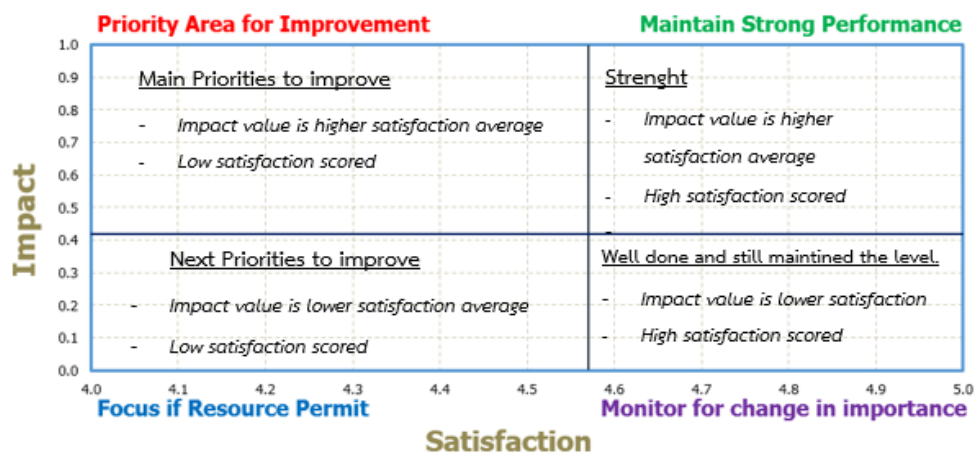 Priority Area for Improvement
Maintain Strong Performance
1.0
0.9
0.8
0.7
0.6
0.5
0.4
0.3
0.2
0.1
0.0
Impact
Main Priorities to improve
- Impact value is higher satisfaction average
- Low satisfaction scored
Strenght
- Impact value is higher
satisfaction average
- High satisfaction scored
-
Next Priorities to improve
- Impact value is lower satisfaction average
- Low satisfaction scored
Well done and still maintined the level.
- Impact value is lower satisfaction
- High satisfaction scored
4.0 4.1 4.2 4.3 4.4 4.5 4.6 4.7 4.8 4.9 5.0
Focus if Resource Permit
Monitor for change in importance
Satisfaction